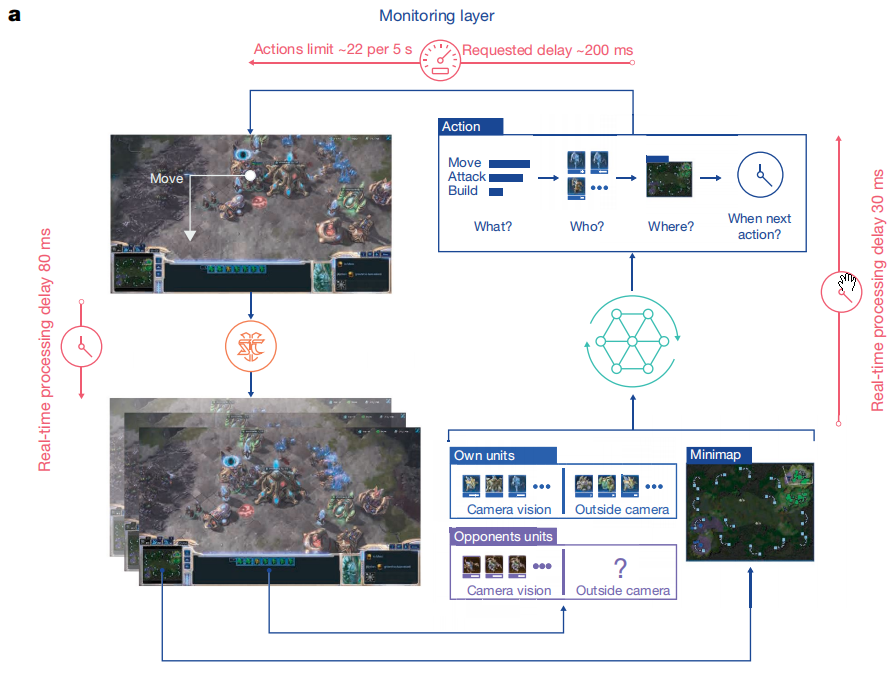 a
Monitoring layer
Actions limit ~22 per 5 s
Requested delay ~200 ms
Real-time processing delay 80 ms
Move
Action
Move
Attack
Build
What?
Who?
Where?
When next
action?
Real-time processing delay 30 ms
Own units
Camera vision
Outside camera
Opponents units
Camera vision
?
Outside camera
Minimap